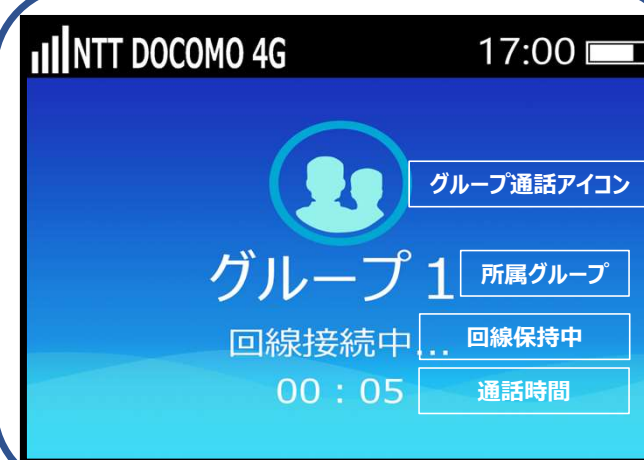 NTT DOCOMO 4G 17:00
グループ通話アイコン
グループ 1 所属グループ
回線接続中... 回線保持中
00：05 通話時間